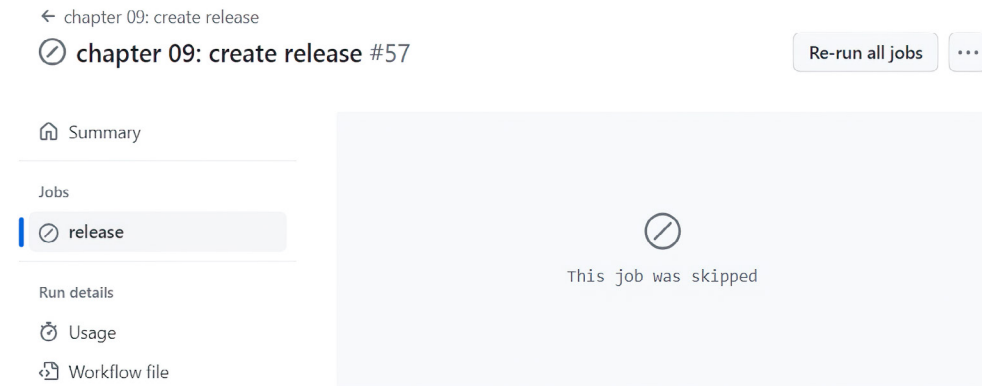 chapter 09: create release
chapter 09: create release #57
Re-run all jobs
Summary
Jobs
release
This job was skipped
Run details
Usage
Workflow file